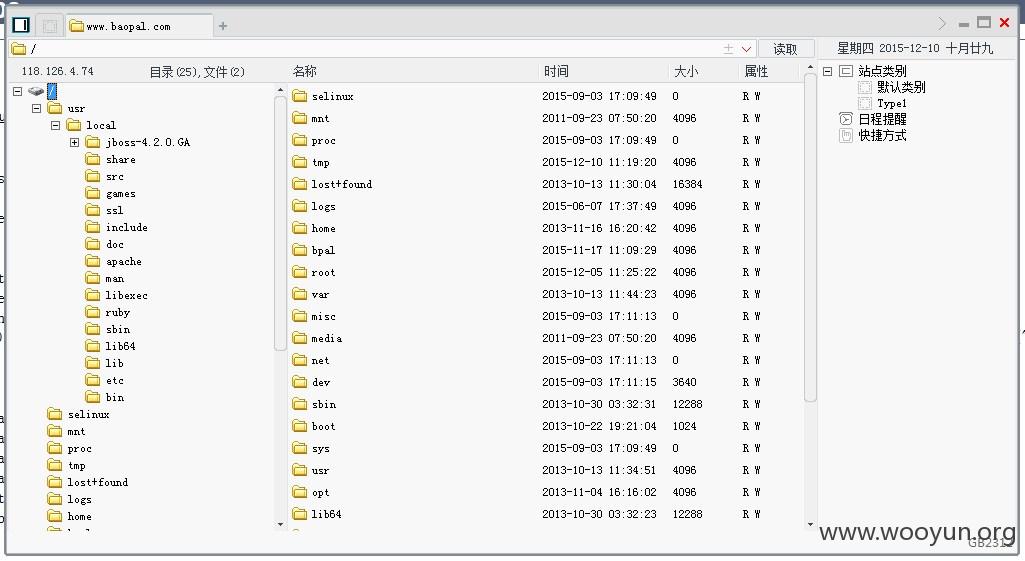 www.baopal.com
/ 读取 星期四 2015-12-10 十月廿九
118.126.4.74 目录(25),文件(2) 名称 时间 大小 属性
/
usr
local
jboss-4.2.0.GA
share
src
games
ssl
include
doc
apache
man
libexec
ruby
sbin
lib64
lib
etc
bin
selinux
mnt
proc
tmp
lost+found
logs
home
selinux 2015-09-03 17:09:49 0 R W
mnt 2011-09-23 07:50:20 4096 R W
proc 2015-09-03 17:09:49 0 R W
tmp 2015-12-10 11:19:20 4096 R W
lost+found 2013-10-13 11:30:04 16384 R W
logs 2015-06-07 17:37:49 4096 R W
home 2013-11-16 16:20:42 4096 R W
bpal 2015-11-17 11:09:29 4096 R W
root 2015-12-05 11:25:22 4096 R W
var 2013-10-13 11:44:23 4096 R W
misc 2015-09-03 17:11:13 0 R W
media 2011-09-23 07:50:20 4096 R W
net 2015-09-03 17:11:13 0 R W
dev 2015-09-03 17:11:15 3640 R W
sbin 2013-10-30 03:32:31 12288 R W
boot 2013-10-22 19:21:04 1024 R W
sys 2015-09-03 17:09:49 0 R W
usr 2013-10-13 11:34:51 4096 R W
opt 2013-11-04 16:16:02 4096 R W
lib64 2013-10-30 03:32:23 12288 R W
站点类别
默认类别
Type1
日程提醒
快捷方式
www.wooyun.org
GB2312